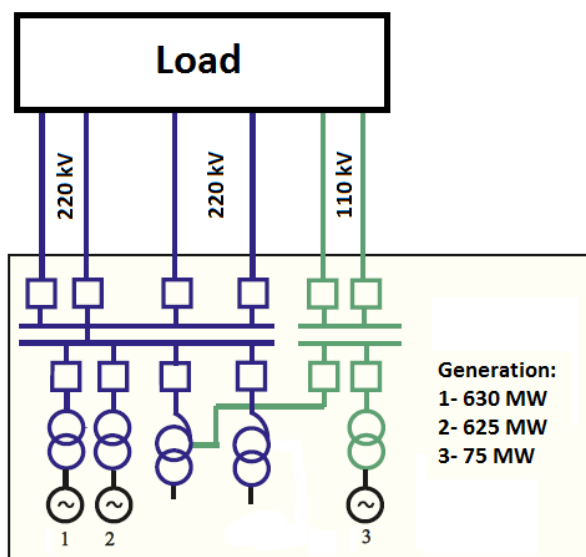 Load
220 kV
220 kV
110 kV
Generation:
1- 630 MW
2- 625 MW
3- 75 MW
1
2
3